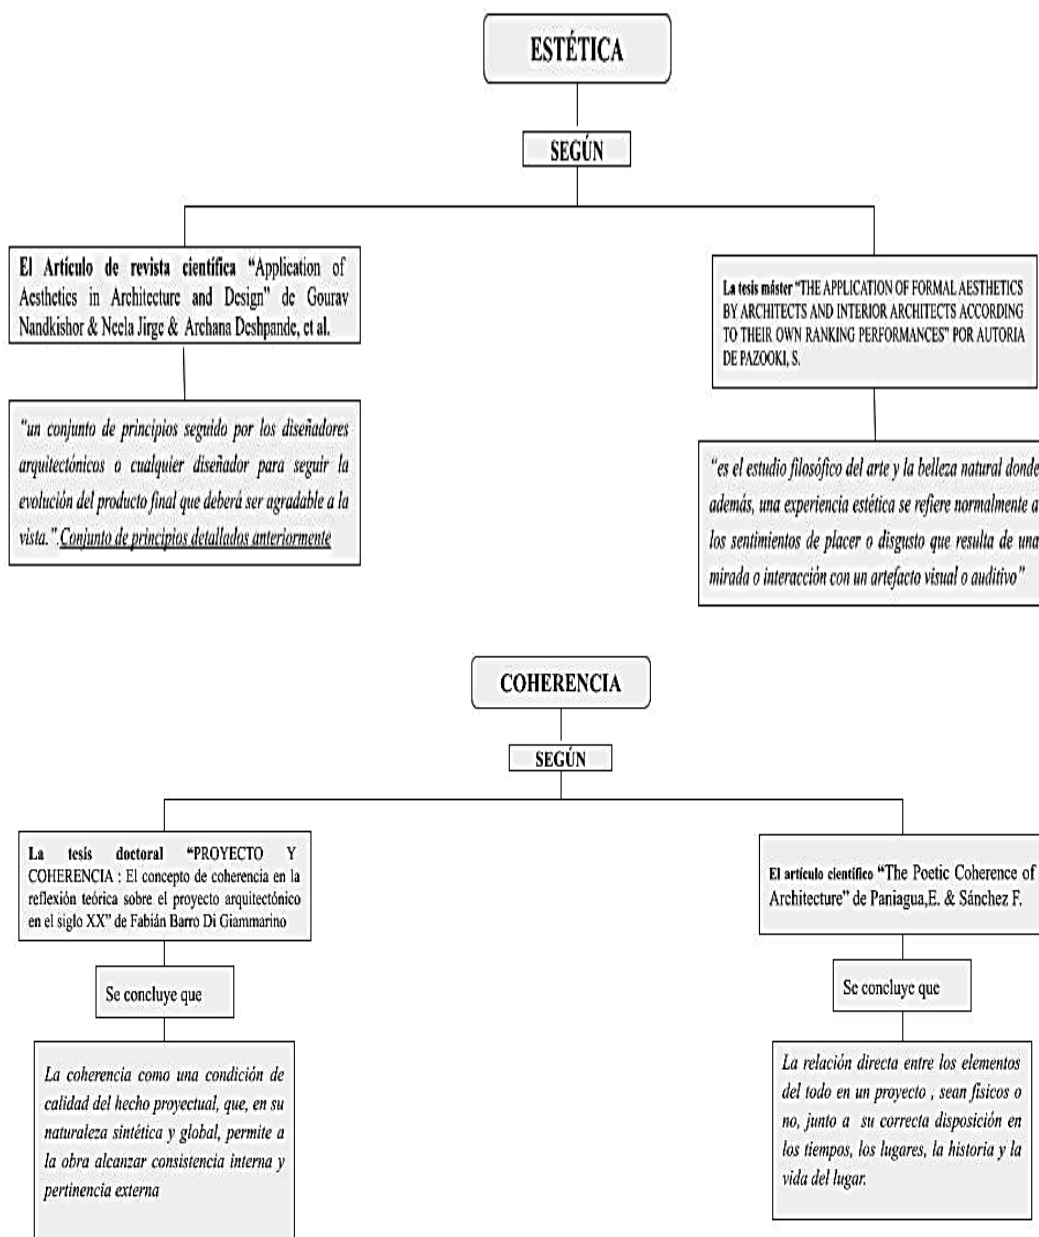 ESTÉTICA
SEGÚN
El Artículo de revista científica “Application of
Aesthetics in Architecture and Design” de Gourav
Nandkishor & Neela Jirge & Archana Deshpande, et al.
“un conjunto de principios seguido por los diseñadores
arquitectónicos o cualquier diseñador para seguir la
evolución del producto final que deberá ser agradable a la
vista.” .Conjunto de principios detallados anteriormente
La tesis máster “THE APPLICATION OF FORMAL AESTHETICS
BY ARCHITECTS AND INTERIOR ARCHITECTS ACCORDING
TO THEIR OWN RANKING PERFORMANCES” POR AUTORIA
DE PAZOOKI, S.
“es el estudio filosófico del arte y la belleza natural donde
además, una experiencia estética se refiere normalmente a
los sentimientos de placer o disgusto que resulta de una
mirada o interacción con un artefacto visual o auditivo”
COHERENCIA
SEGÚN
La tesis doctoral “PROYECTO Y
COHERENCIA : El concepto de coherencia en la
reflexión teórica sobre el proyecto arquitectónico
en el siglo XX” de Fabián Barro Di Giammarino
Se concluye que
La coherencia como una condición de
calidad del hecho proyectual, que, en su
naturaleza sintética y global, permite a
la obra alcanzar consistencia interna y
pertinencia externa
El artículo científico “The Poetic Coherence of
Architecture” de Paniagua,E. & Sánchez F.
Se concluye que
La relación directa entre los elementos
del todo en un proyecto , sean físicos o
no, junto a su correcta disposición en
los tiempos, los lugares, la historia y la
vida del lugar.